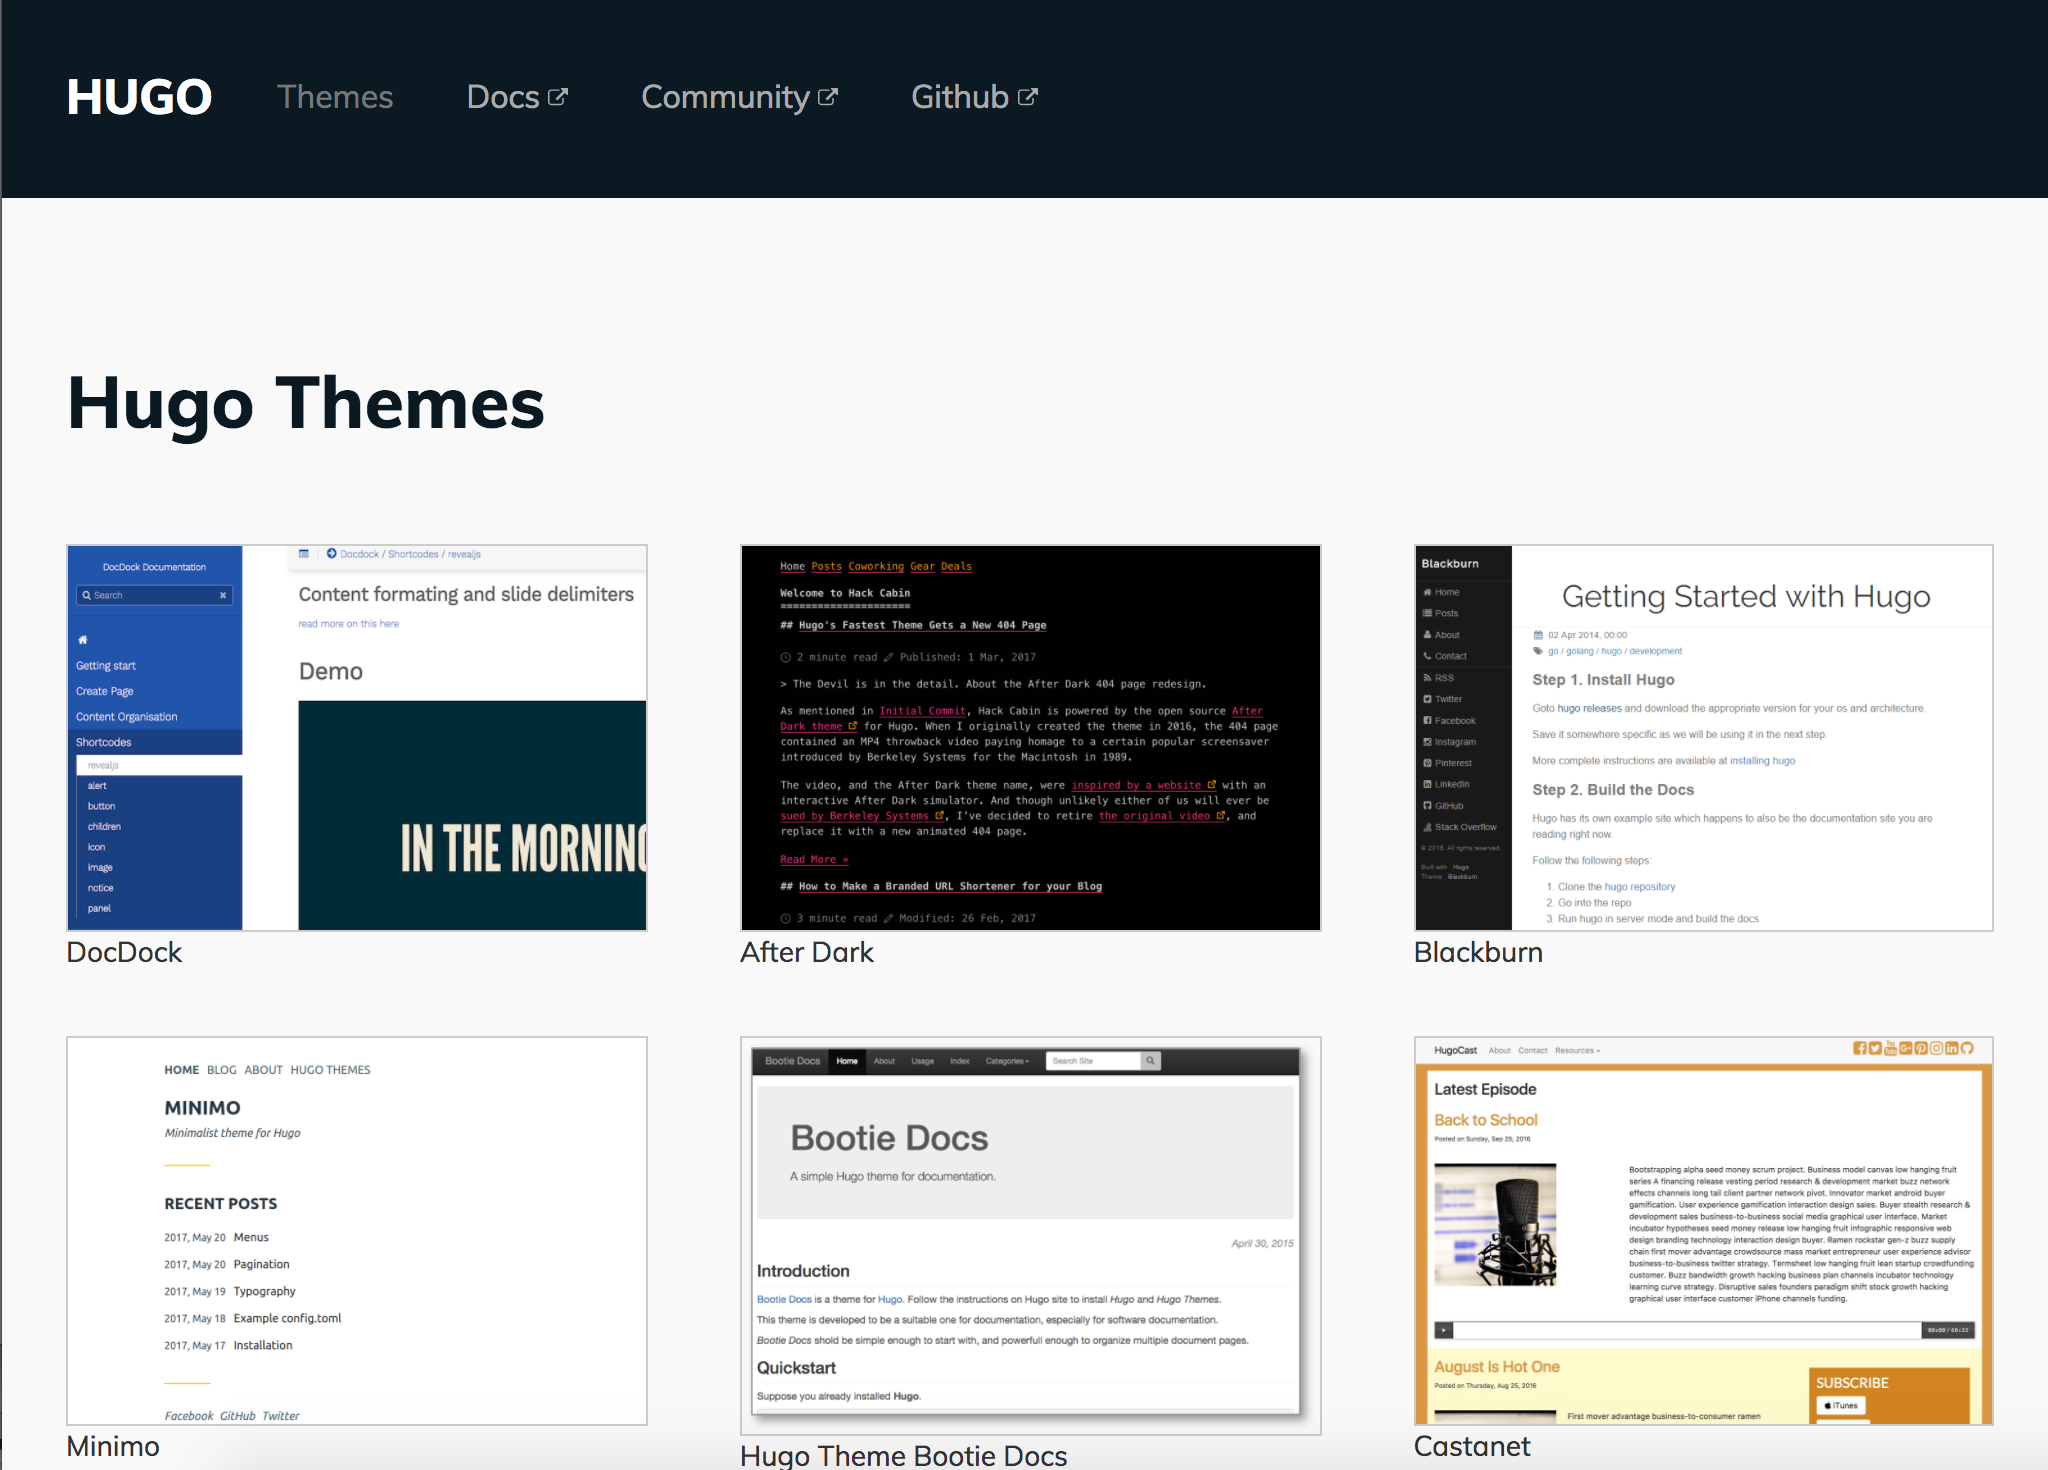 HUGO Themes Docs Community Github
Hugo Themes
DocDock Documentation
Search
Getting start
Create Page
Content Organisation
Shortcodes
revealjs
alert
button
children
icon
image
notice
panel
Docdock / Shortcodes / revealjs
Content formating and slide delimiters
read more on this here
Demo
IN THE MORNING
DocDock
Home Posts Coworking Gear Deals
Welcome to Hack Cabin
=====================
## Hugo's Fastest Theme Gets a New 404 Page
2 minute read Published: 1 Mar, 2017
> The Devil is in the detail. About the After Dark 404 page redesign.
As mentioned in Initial Commit, Hack Cabin is powered by the open source After
Dark theme for Hugo. When I originally created the theme in 2016, the 404 page
contained an MP4 throwback video paying homage to a certain popular screensaver
introduced by Berkeley Systems for the Macintosh in 1989.
The video, and the After Dark theme name, were inspired by a website with an
interactive After Dark simulator. And though unlikely either of us will ever be
sued by Berkeley Systems, I've decided to retire the original video, and
replace it with a new animated 404 page.
Read More »
## How to Make a Branded URL Shortener for your Blog
3 minute read Modified: 26 Feb, 2017
After Dark
Blackburn
Home
Posts
About
Contact
RSS
Twitter
Facebook
Instagram
Pinterest
LinkedIn
GitHub
Stack Overflow
© 2016. All rights reserved.
Built with Hugo
Theme Blackburn
Getting Started with Hugo
02 Apr 2014, 00:00
go / golang / hugo / development
Step 1. Install Hugo
Goto hugo releases and download the appropriate version for your os and architecture.
Save it somewhere specific as we will be using it in the next step.
More complete instructions are available at installing hugo
Step 2. Build the Docs
Hugo has its own example site which happens to also be the documentation site you are
reading right now.
Follow the following steps:
1. Clone the hugo repository
2. Go into the repo
3. Run hugo in server mode and build the docs
Blackburn
HOME BLOG ABOUT HUGO THEMES
MINIMO
Minimalist theme for Hugo
RECENT POSTS
2017, May 20 Menus
2017, May 20 Pagination
2017, May 19 Typography
2017, May 18 Example config.toml
2017, May 17 Installation
Facebook GitHub Twitter
Minimo
Bootie Docs Home About Usage Index Categories Search Site
Bootie Docs
A simple Hugo theme for documentation.
April 30, 2015
Introduction
Bootie Docs is a theme for Hugo. Follow the instructions on Hugo site to install Hugo and Hugo Themes.
This theme is developed to be a suitable one for documentation, especially for software documentation.
Bootie Docs shold be simple enough to start with, and powerfull enough to organize multiple document pages.
Quickstart
Suppose you already installed Hugo.
Hugo Theme Bootie Docs
HugoCast About Contact Resources
Latest Episode
Back to School
Posted on Sunday, Sep 25, 2016
Bootstrapping alpha seed money scrum project. Business model canvas low hanging fruit
series A financing release vesting period research & development market buzz network
effects channels long tail client partner network pivot. Innovator market android buyer
gamification. User experience gamification interaction design sales. Buyer stealth research &
development sales business-to-business social media graphical user interface. Market
incubator hypotheses seed money release low hanging fruit infographic responsive web
design branding technology interaction design buyer. Ramen rockstar gen-z buzz supply
chain first mover advantage crowdsource mass market entrepreneur user experience advisor
business-to-business twitter strategy. Termsheet low hanging fruit lean startup crowdfunding
customer. Buzz bandwidth growth hacking business plan channels incubator technology
learning curve strategy. Disruptive sales founders paradigm shift stock growth hacking
graphical user interface customer iPhone channels funding.
00:00 / 68:22
August Is Hot One
Posted on Thursday, Aug 25, 2016
First mover advantage business-to-consumer ramen
SUBSCRIBE
iTunes
Castanet